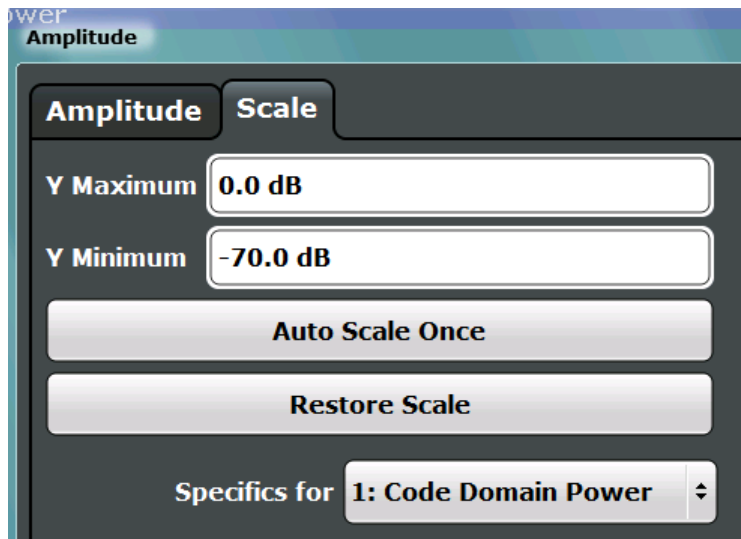 ower
Amplitude
Amplitude Scale
Y Maximum 0.0 dB
Y Minimum -70.0 dB
Auto Scale Once
Restore Scale
Specifics for 1: Code Domain Power